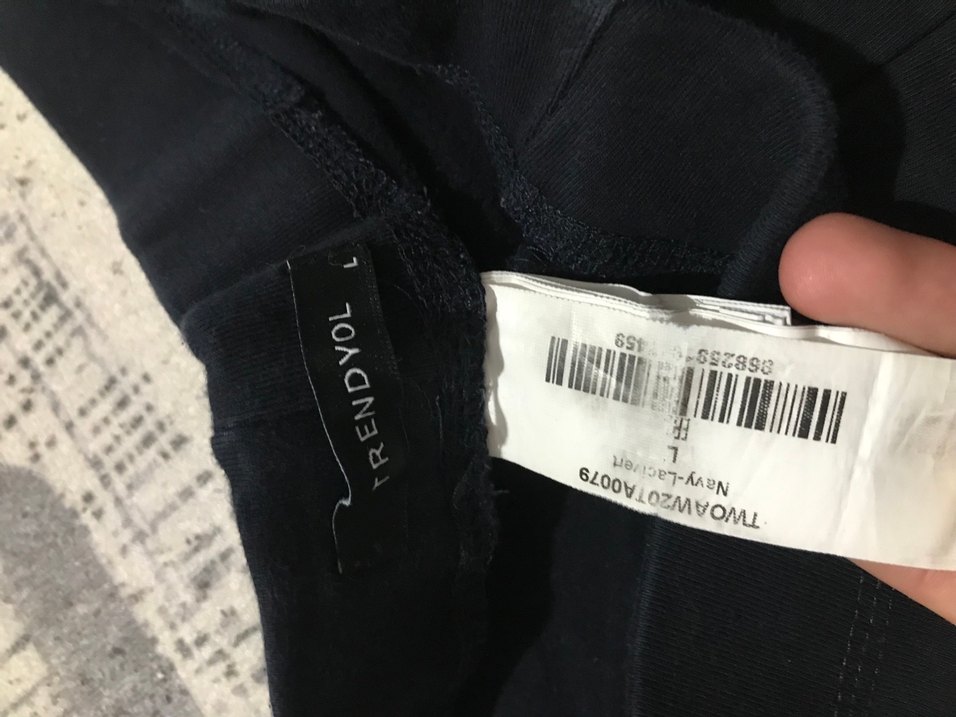 TRENDYOL L
TWOAW20TA0079
Navy-Lacivert
L